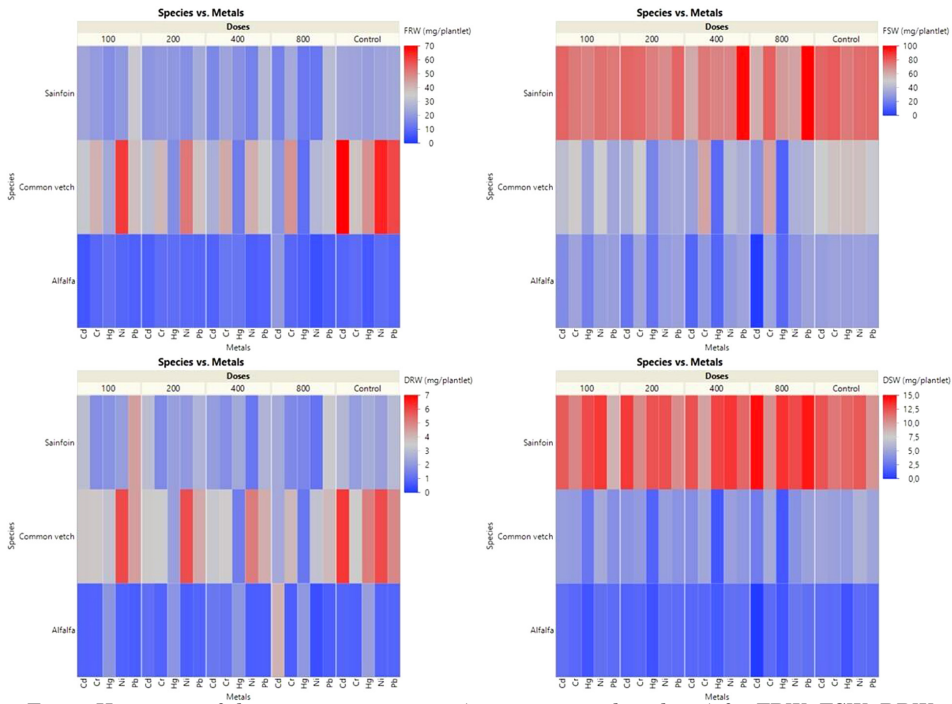 Species vs. Metals
Doses
100 200 400 800 Control
FRW (mg/plantlet)
70
60
50
40
30
20
10
0
Species
Sainfoin
Common vetch
Alfalfa
Cd Cr Hg Ni Pb Cd Cr Hg Ni Pb Cd Cr Hg Ni Pb Cd Cr Hg Ni Pb Cd Cr Hg Ni Pb
Metals
Species vs. Metals
Doses
100 200 400 800 Control
FSW (mg/plantlet)
100
80
60
40
20
0
Species
Sainfoin
Common vetch
Alfalfa
Cd Cr Hg Ni Pb Cd Cr Hg Ni Pb Cd Cr Hg Ni Pb Cd Cr Hg Ni Pb Cd Cr Hg Ni Pb
Metals
Species vs. Metals
Doses
100 200 400 800 Control
DRW (mg/plantlet)
7
6
5
4
3
2
1
0
Species
Sainfoin
Common vetch
Alfalfa
Cd Cr Hg Ni Pb Cd Cr Hg Ni Pb Cd Cr Hg Ni Pb Cd Cr Hg Ni Pb Cd Cr Hg Ni Pb
Metals
Species vs. Metals
Doses
100 200 400 800 Control
DSW (mg/plantlet)
15,0
12,5
10,0
7,5
5,0
2,5
0,0
Species
Sainfoin
Common vetch
Alfalfa
Cd Cr Hg Ni Pb Cd Cr Hg Ni Pb Cd Cr Hg Ni Pb Cd Cr Hg Ni Pb Cd Cr Hg Ni Pb
Metals